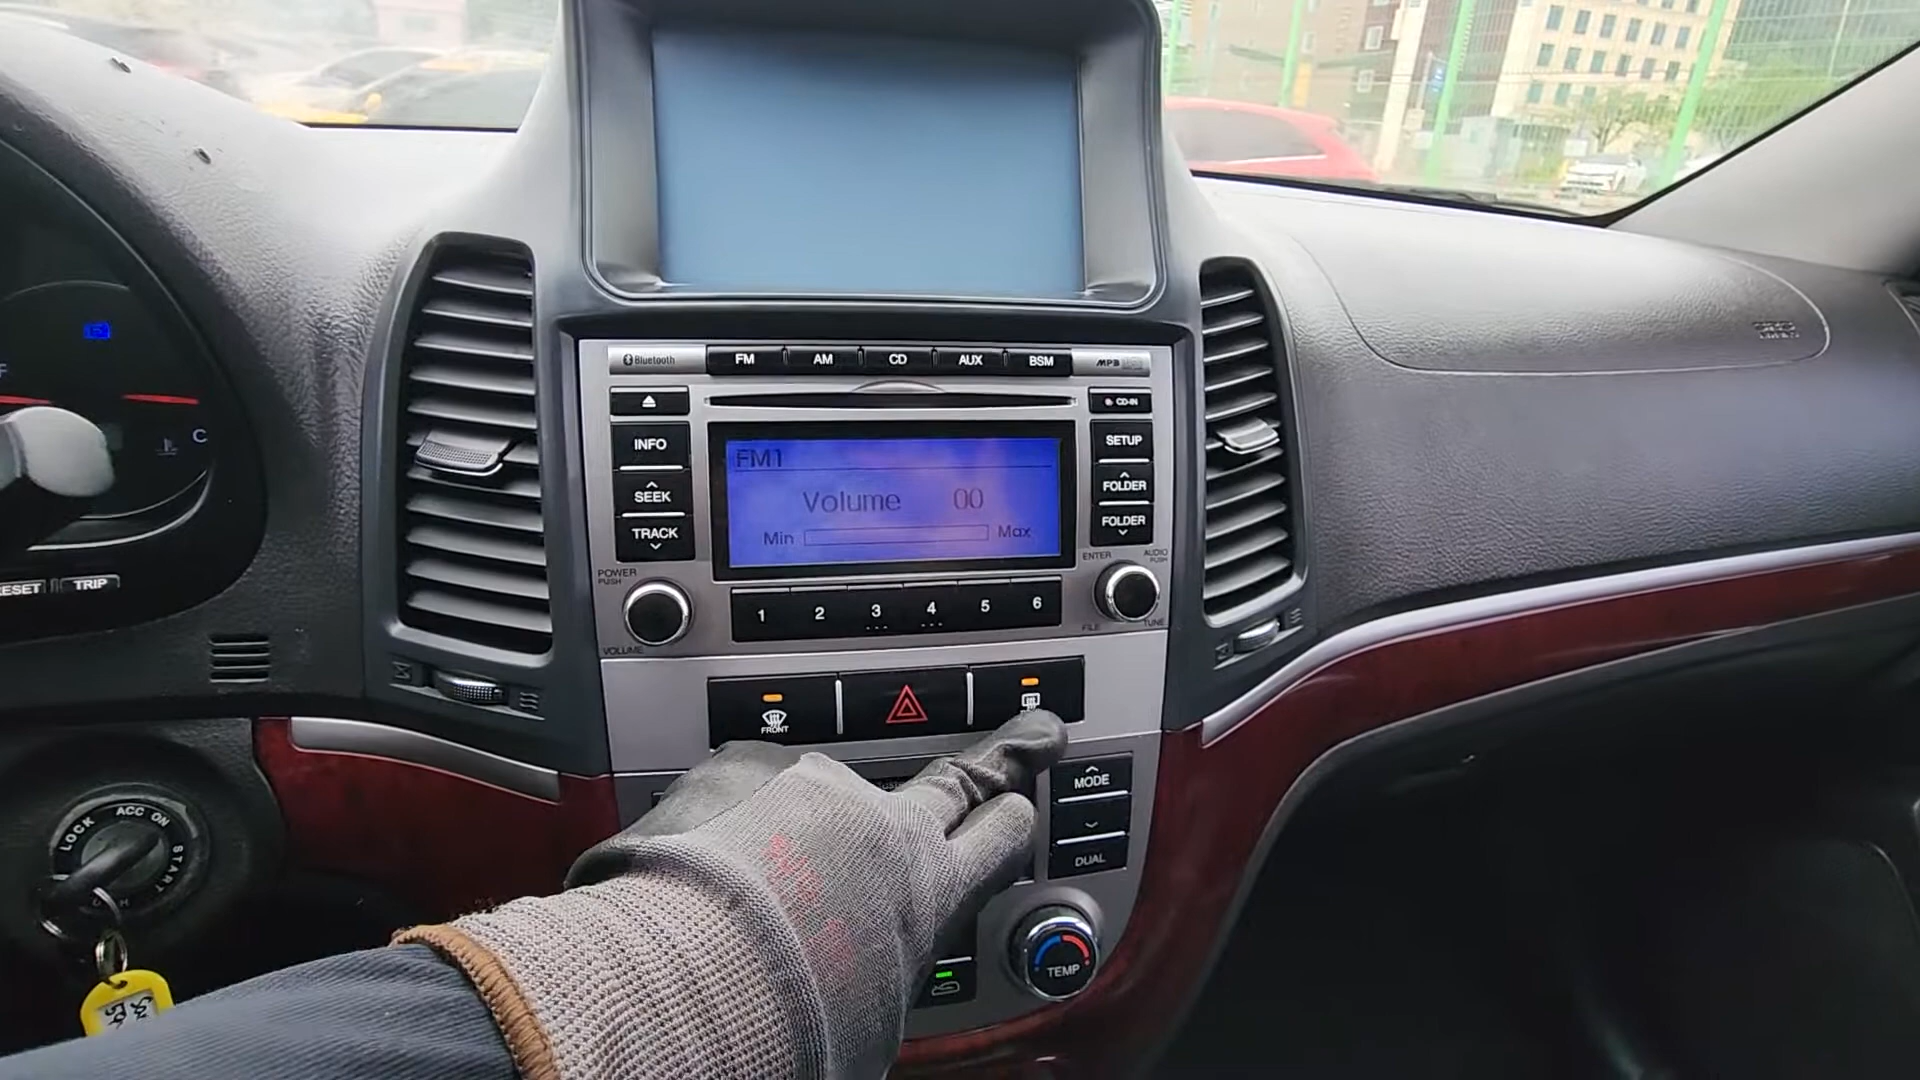 Bluetooth
FM
AM
CD
AUX
BSM
MP3
CD-IN
INFO
SEEK
TRACK
FM1
Volume 00
Min
Max
SETUP
FOLDER
FOLDER
POWER
PUSH
VOLUME
1
2
3
4
5
6
ENTER
AUDIO
PUSH
FILE
TUNE
FRONT
MODE
DUAL
TEMP
C
F
RESET
TRIP
LOCK
ACC
ON
START